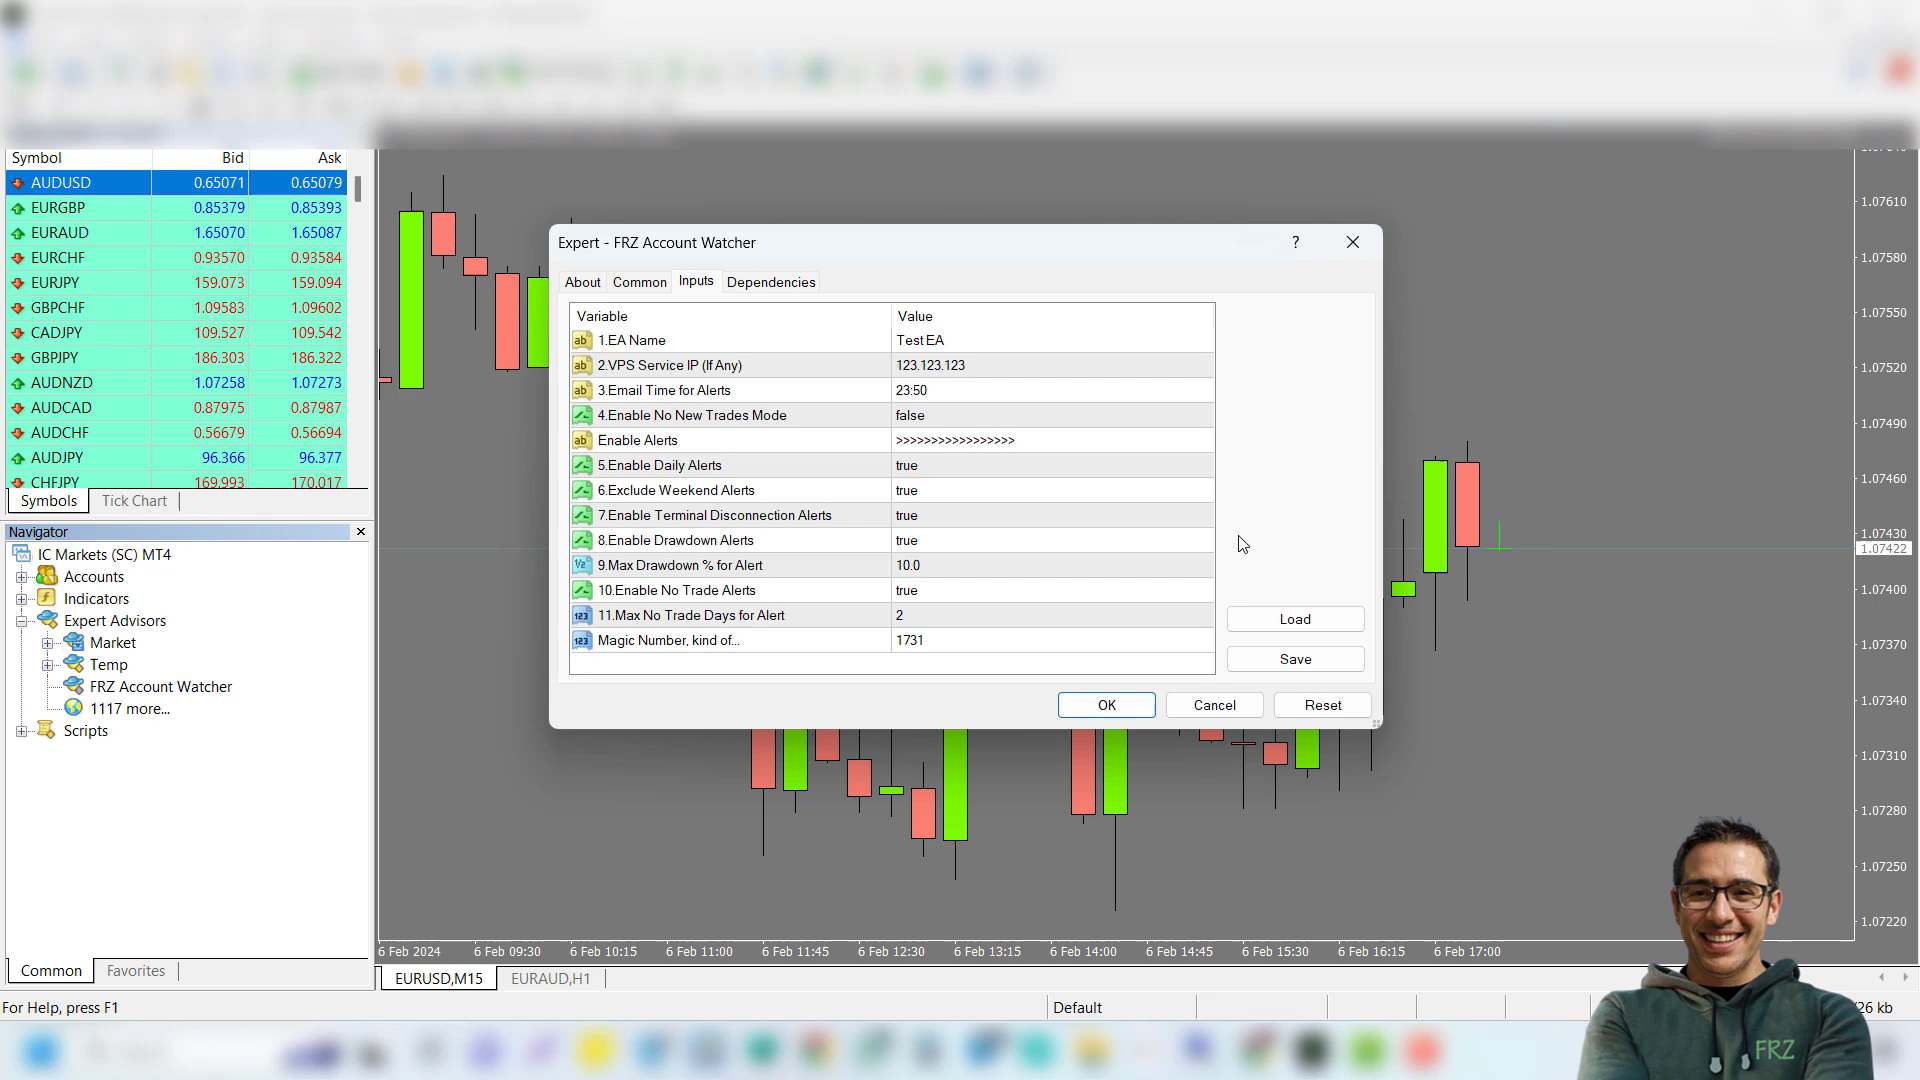 Symbol Bid Ask
AUDUSD 0.65071 0.65079
EURGBP 0.85379 0.85393
EURAUD 1.65070 1.65087
EURCHF 0.93570 0.93584
EURJPY 159.073 159.094
GBPCHF 1.09583 1.09602
CADJPY 109.527 109.542
GBPJPY 186.303 186.322
AUDNZD 1.07258 1.07273
AUDCAD 0.87975 0.87987
AUDCHF 0.56679 0.56694
AUDJPY 96.366 96.377
CHFJPY 169.993 170.017
Symbols Tick Chart
Navigator
IC Markets (SC) MT4
Accounts
Indicators
Expert Advisors
Market
Temp
FRZ Account Watcher
1117 more...
Scripts
Common Favorites
Expert - FRZ Account Watcher ?
About Common Inputs Dependencies
Variable Value
1.EA Name Test EA
2.VPS Service IP (If Any) 123.123.123
3.Email Time for Alerts 23:50
4.Enable No New Trades Mode false
Enable Alerts >>>>>>>>>>>>>>>>>
5.Enable Daily Alerts true
6.Exclude Weekend Alerts true
7.Enable Terminal Disconnection Alerts true
8.Enable Drawdown Alerts true
9.Max Drawdown % for Alert 10.0
10.Enable No Trade Alerts true
11.Max No Trade Days for Alert 2
Magic Number, kind of... 1731
Load
Save
OK Cancel Reset
1.07610
1.07580
1.07550
1.07520
1.07490
1.07460
1.07430
1.07422
1.07400
1.07370
1.07340
1.07310
1.07280
1.07250
1.07220
6 Feb 2024 6 Feb 09:30 6 Feb 10:15 6 Feb 11:00 6 Feb 11:45 6 Feb 12:30 6 Feb 13:15 6 Feb 14:00 6 Feb 14:45 6 Feb 15:30 6 Feb 16:15 6 Feb 17:00
EURUSD,M15 EURAUD,H1
For Help, press F1 Default 26 kb
FRZ